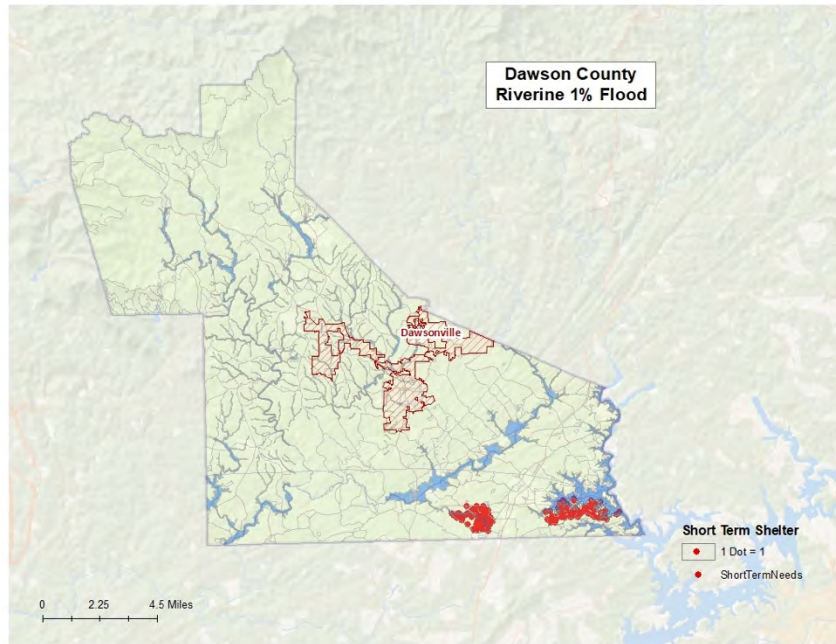 Dawson County
Riverine 1% Flood
Dawsonville
Short Term Shelter
1 Dot = 1
ShortTermNeeds
0 2.25 4.5 Miles